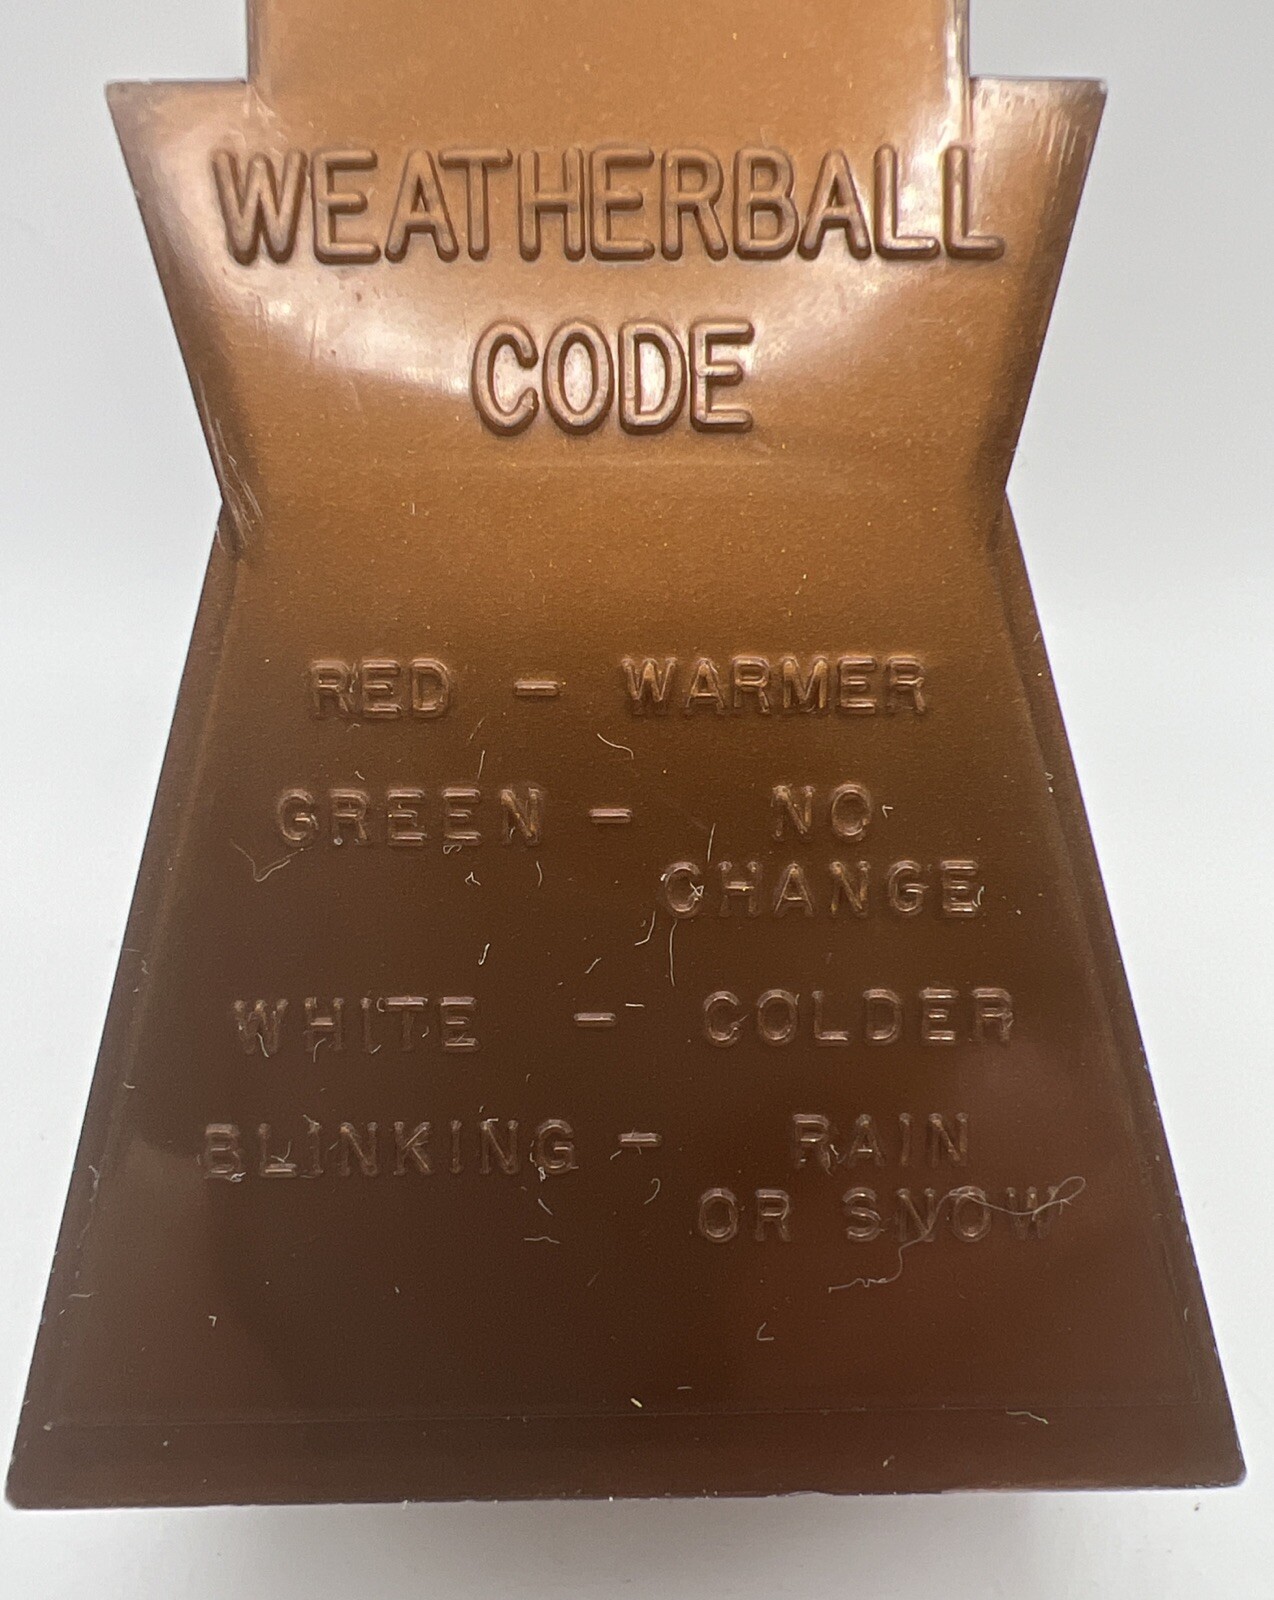 WEATHERBALL
CODE
RED - WARMER
GREEN - NO
CHANGE
WHITE - COLDER
BLINKING - RAIN
OR SNOW